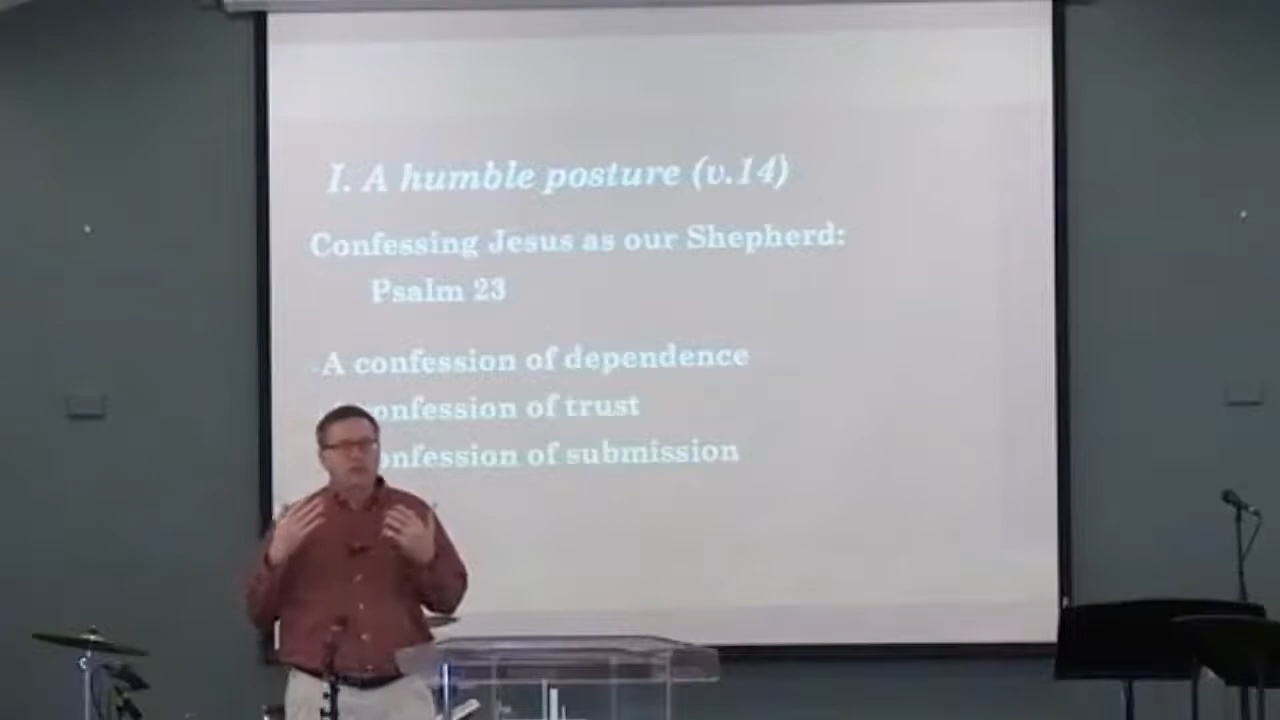 I. A humble posture (v.14)
Confessing Jesus as our Shepherd:
Psalm 23
-A confession of dependence
onfession of trust
onfession of submission